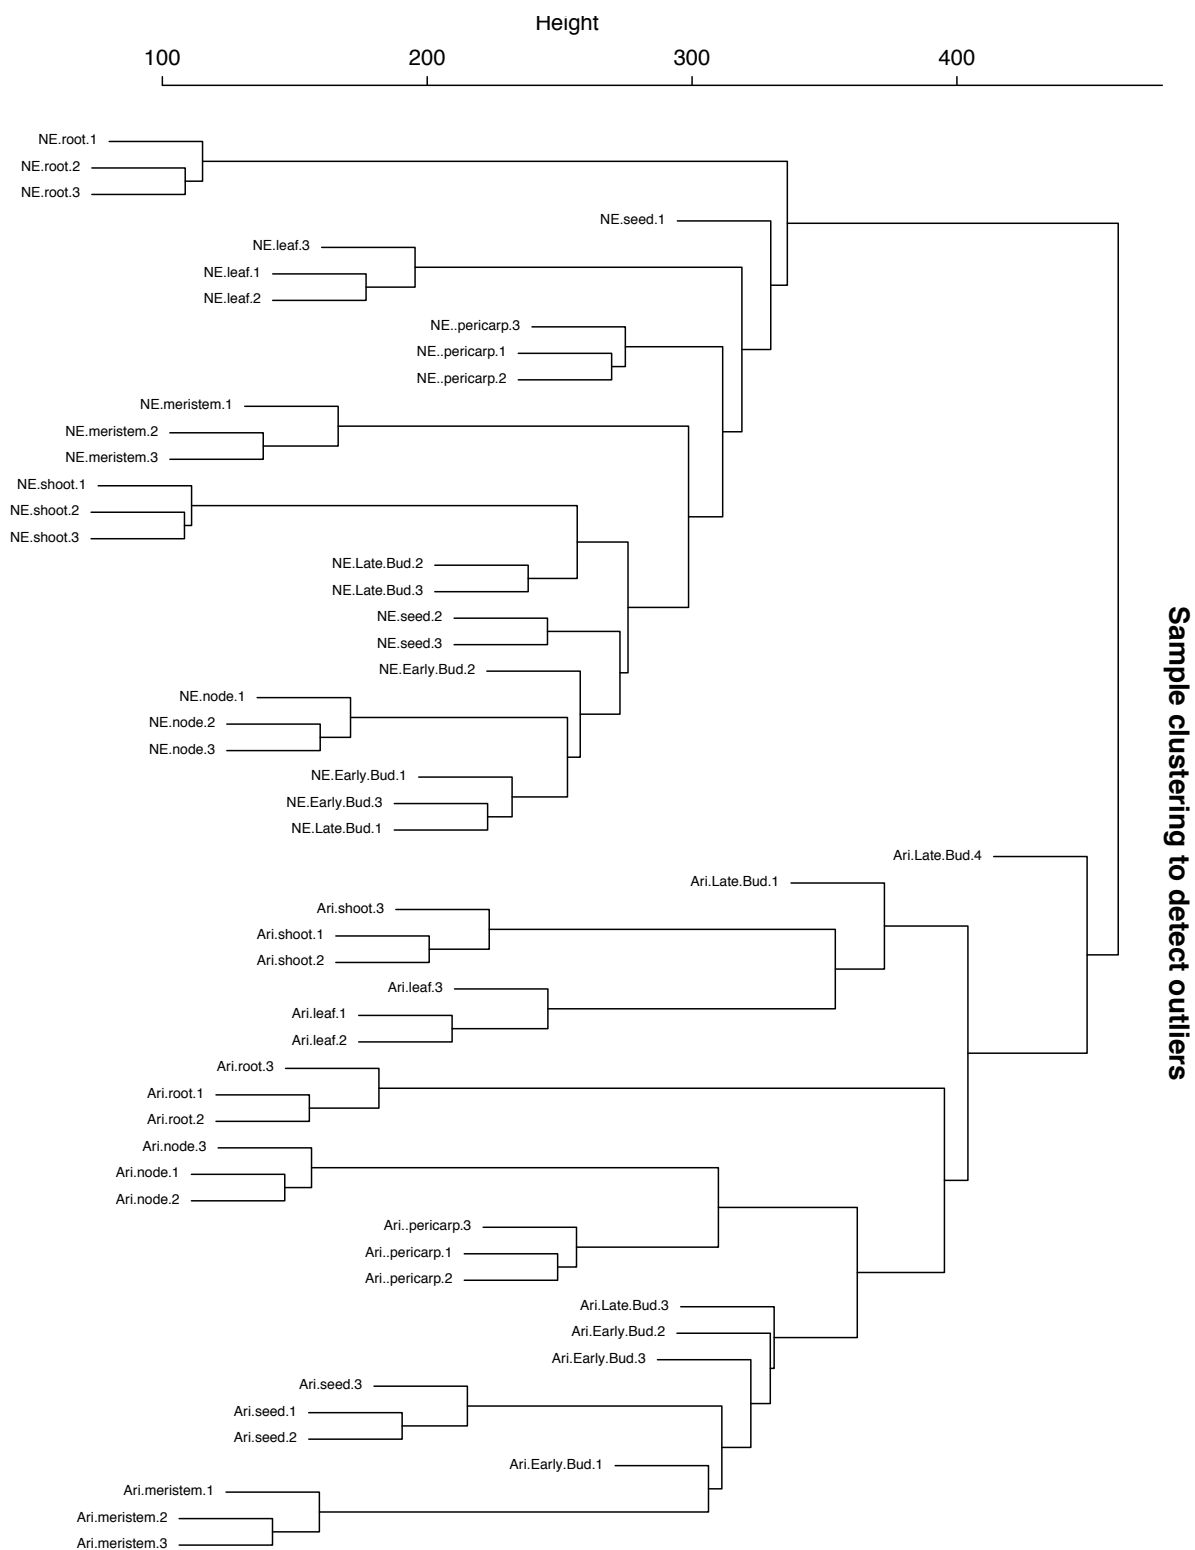 Height
100 200 300 400
NE.root.1
NE.root.2
NE.root.3
NE.seed.1
NE.leaf.3
NE.leaf.1
NE.leaf.2
NE..pericarp.3
NE..pericarp.1
NE..pericarp.2
NE.meristem.1
NE.meristem.2
NE.meristem.3
NE.shoot.1
NE.shoot.2
NE.shoot.3
NE.Late.Bud.2
NE.Late.Bud.3
NE.seed.2
NE.seed.3
NE.Early.Bud.2
NE.node.1
NE.node.2
NE.node.3
NE.Early.Bud.1
NE.Early.Bud.3
NE.Late.Bud.1
Ari.Late.Bud.4
Ari.Late.Bud.1
Ari.shoot.3
Ari.shoot.1
Ari.shoot.2
Ari.leaf.3
Ari.leaf.1
Ari.leaf.2
Ari.root.3
Ari.root.1
Ari.root.2
Ari.node.3
Ari.node.1
Ari.node.2
Ari..pericarp.3
Ari..pericarp.1
Ari..pericarp.2
Ari.Late.Bud.3
Ari.Early.Bud.2
Ari.Early.Bud.3
Ari.seed.3
Ari.seed.1
Ari.seed.2
Ari.Early.Bud.1
Ari.meristem.1
Ari.meristem.2
Ari.meristem.3
Sample clustering to detect outliers